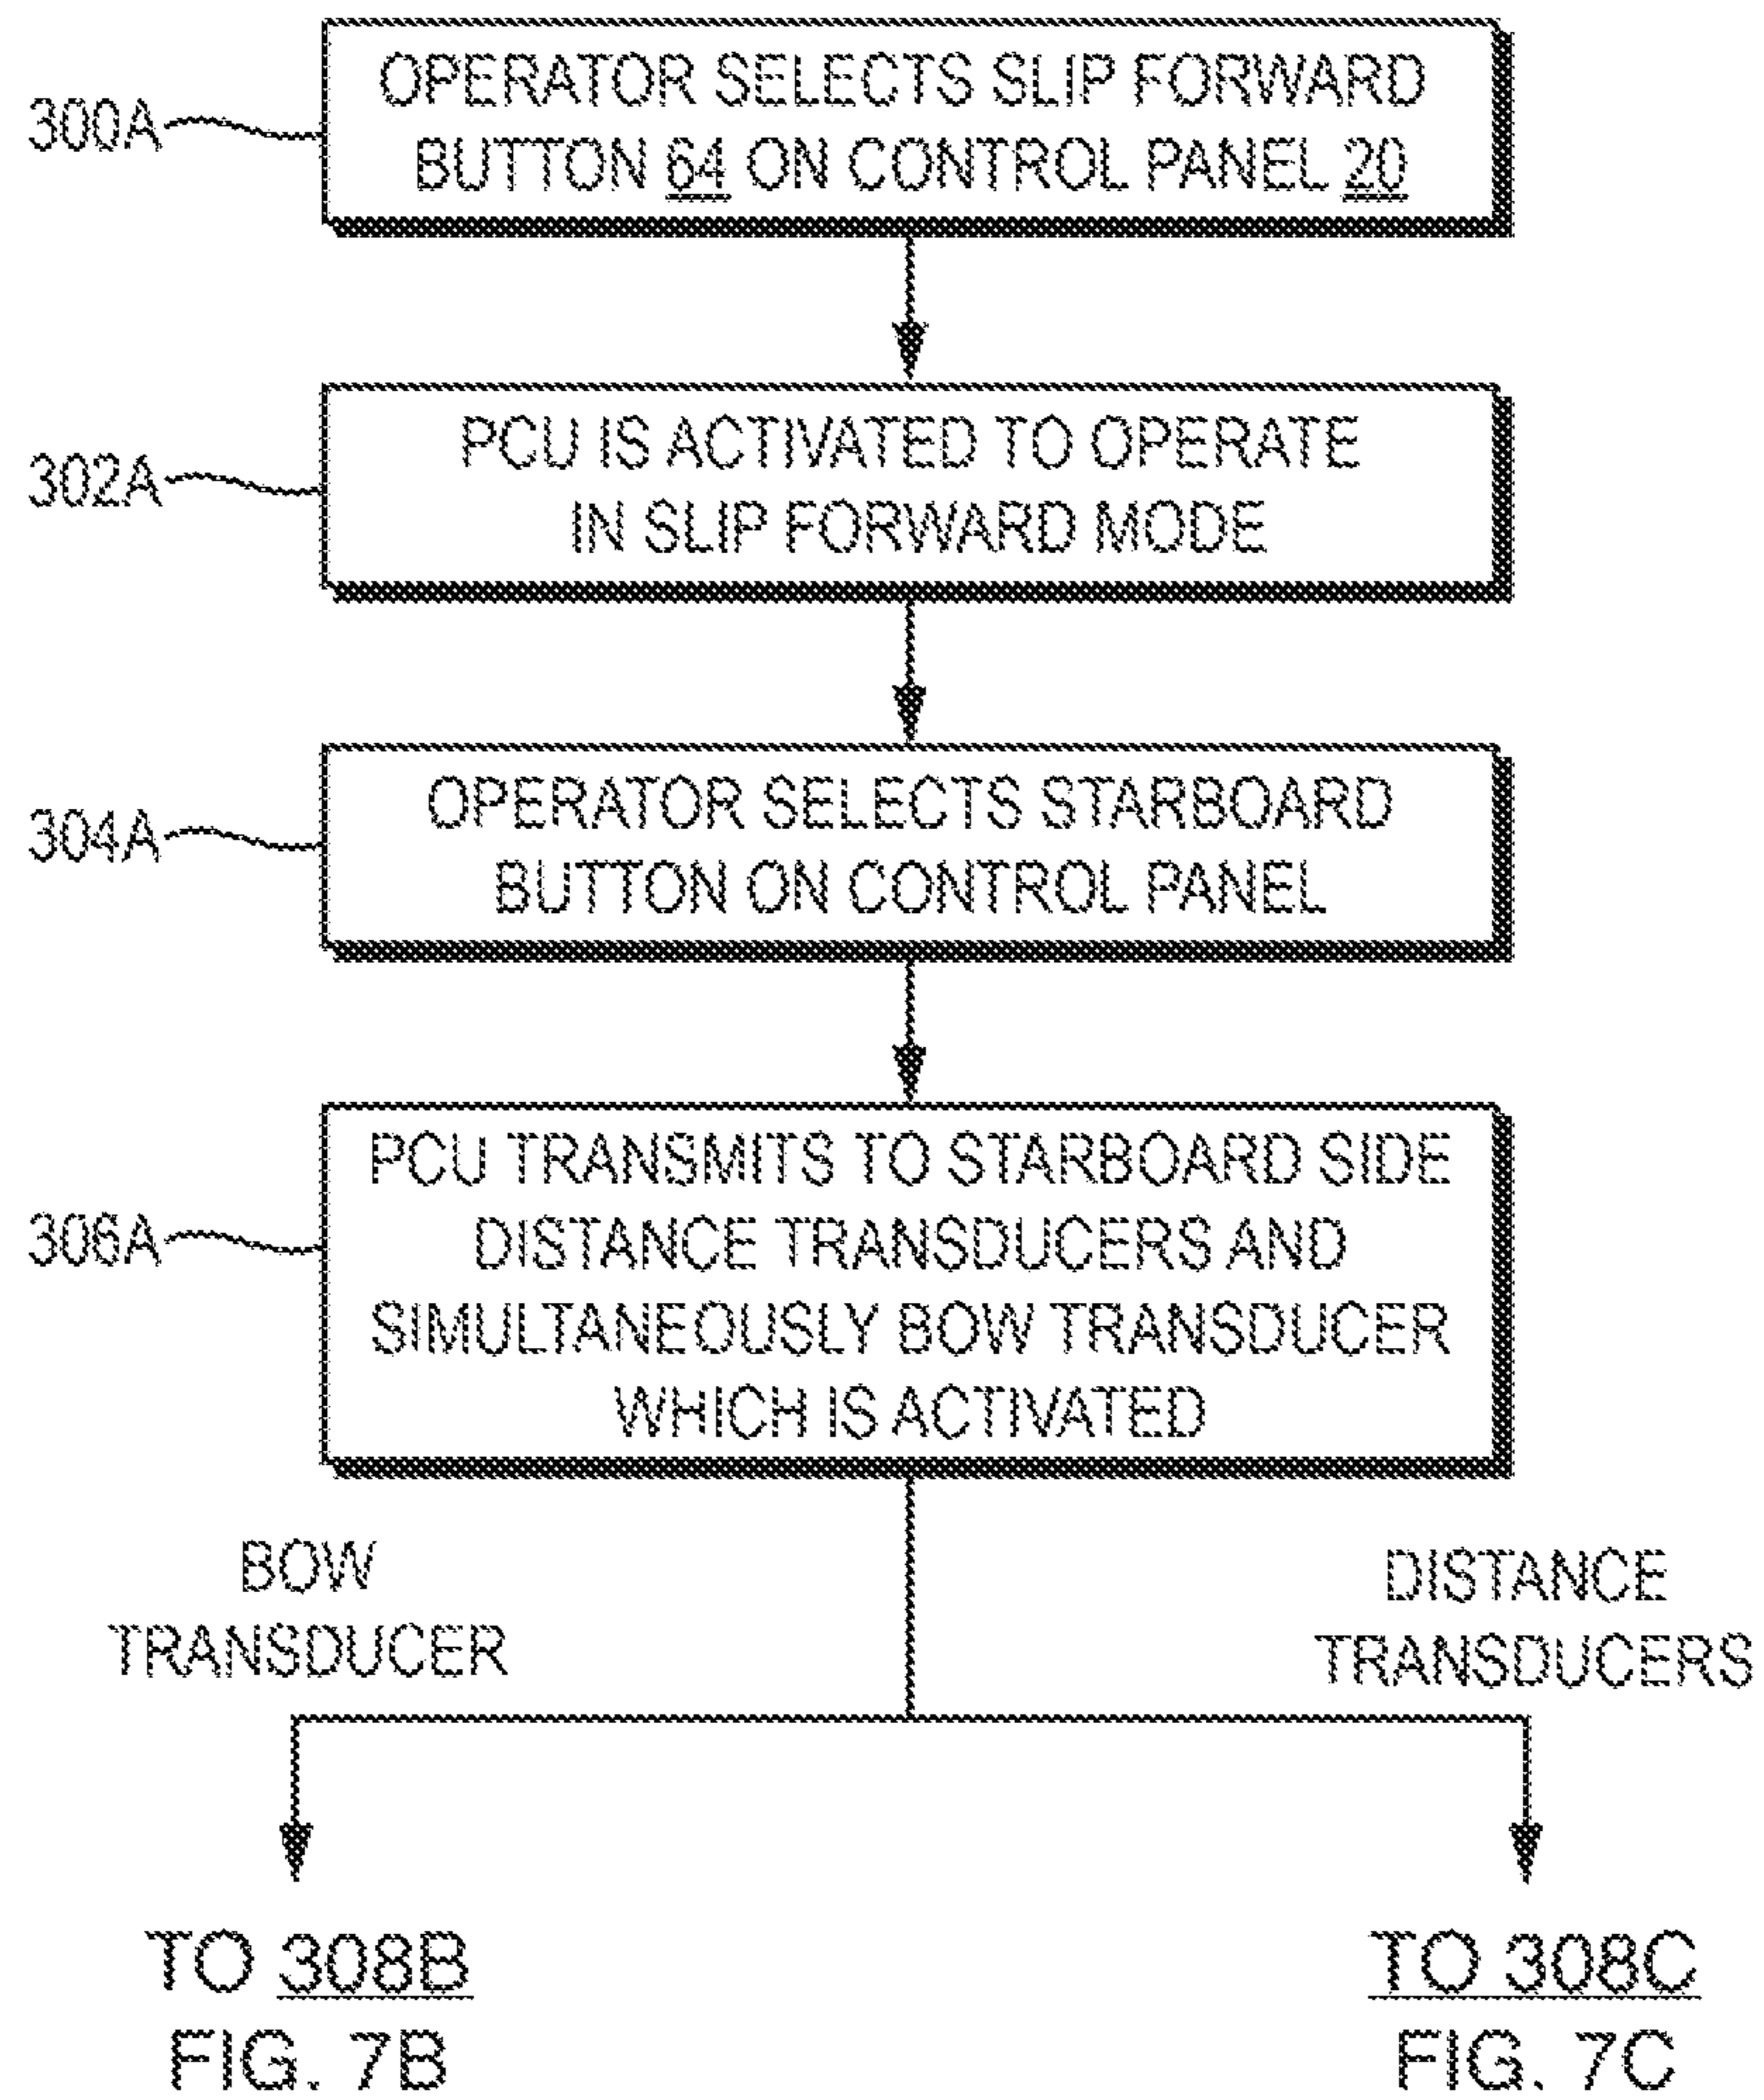 OPERATOR SELECTS SLIP FORWARD
300A
BUTTON 64 ON CONTROL PANEL 20
PCU IS ACTIVATED TO OPERATE
302A
IN SLIP FORWARD MODE
OPERATOR SELECTS STARBOARD
304A
BUTTON ON CONTROL PANEL
PCU TRANSMITS TO STARBOARD SIDE
306A
DISTANCE TRANSDUCERS AND
SIMULTANEOUSLY BOW TRANSDUCER
WHICH IS ACTIVATED
BOW
TRANSDUCER
DISTANCE
TRANSDUCERS
TO 308B
FIG. 7B
TO 308C
FIG. 7C